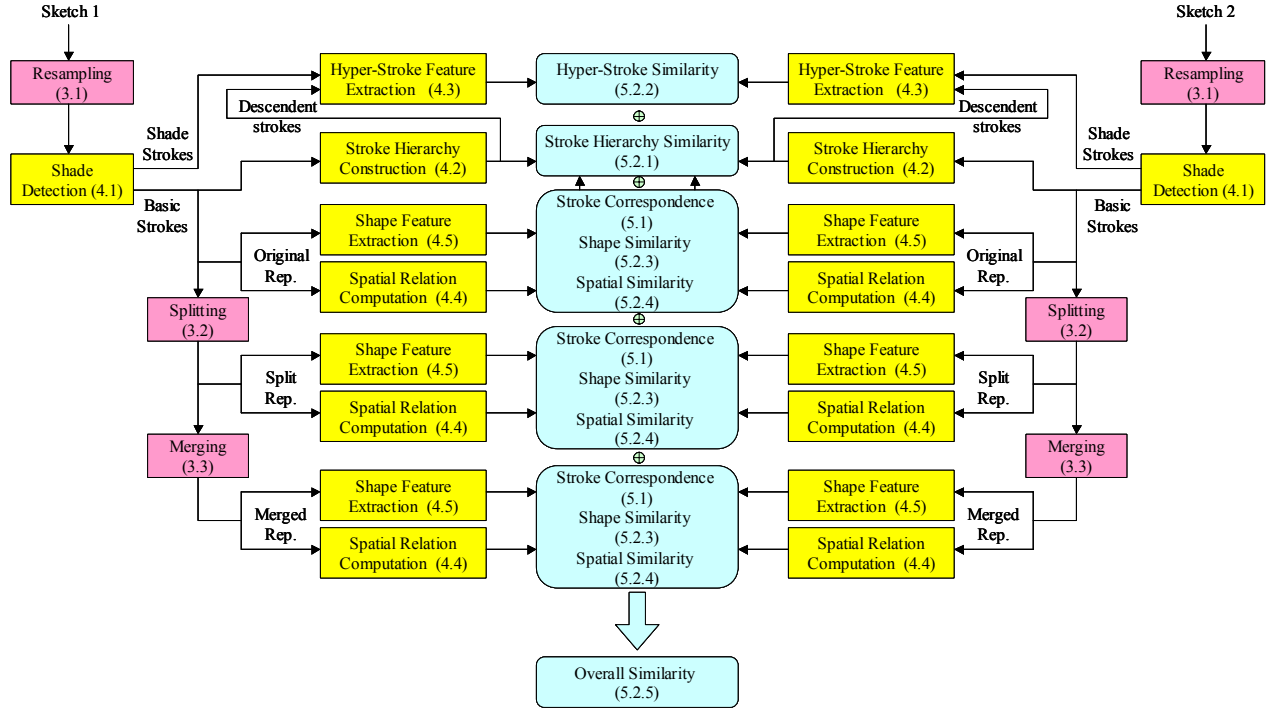 Sketch 1
Sketch 2
Resampling
(3.1)
Hyper-Stroke Feature
Extraction (4.3)
Hyper-Stroke Similarity
(5.2.2)
Hyper-Stroke Feature
Extraction (4.3)
Resampling
(3.1)
Descendent
strokes
Descendent
strokes
Shade
Strokes
Shade
Strokes
Shade
Detection (4.1)
Stroke Hierarchy
Construction (4.2)
Stroke Hierarchy Similarity
(5.2.1)
Stroke Hierarchy
Construction (4.2)
Shade
Detection (4.1)
Basic
Strokes
Basic
Strokes
Shape Feature
Extraction (4.5)
Stroke Correspondence
(5.1)
Shape Similarity
(5.2.3)
Spatial Similarity
(5.2.4)
Shape Feature
Extraction (4.5)
Original
Rep.
Original
Rep.
Spatial Relation
Computation (4.4)
Spatial Relation
Computation (4.4)
Splitting
(3.2)
Splitting
(3.2)
Shape Feature
Extraction (4.5)
Stroke Correspondence
(5.1)
Shape Similarity
(5.2.3)
Spatial Similarity
(5.2.4)
Shape Feature
Extraction (4.5)
Split
Rep.
Split
Rep.
Spatial Relation
Computation (4.4)
Spatial Relation
Computation (4.4)
Merging
(3.3)
Merging
(3.3)
Shape Feature
Extraction (4.5)
Stroke Correspondence
(5.1)
Shape Similarity
(5.2.3)
Spatial Similarity
(5.2.4)
Shape Feature
Extraction (4.5)
Merged
Rep.
Merged
Rep.
Spatial Relation
Computation (4.4)
Spatial Relation
Computation (4.4)
Overall Similarity
(5.2.5)